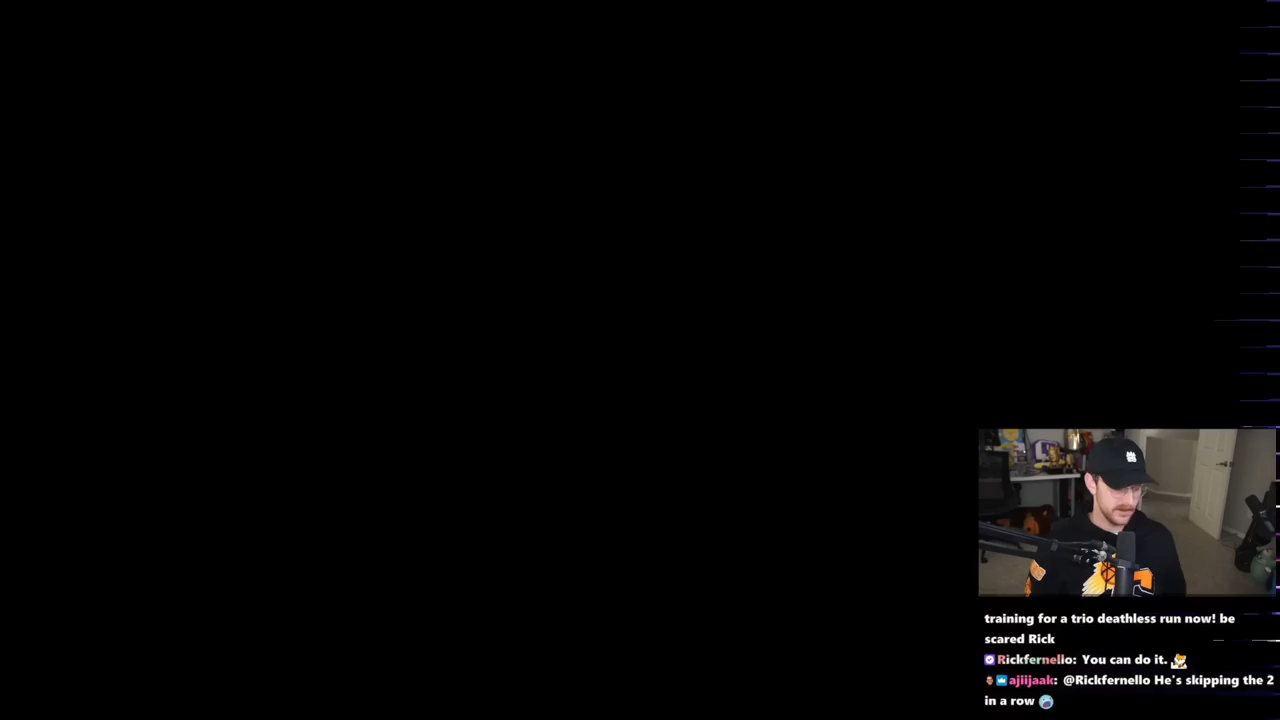 training for a trio deathless run now! be
scared Rick
Rickfernello: You can do it.
ajiijaak: @Rickfernello He's skipping the 2
in a row